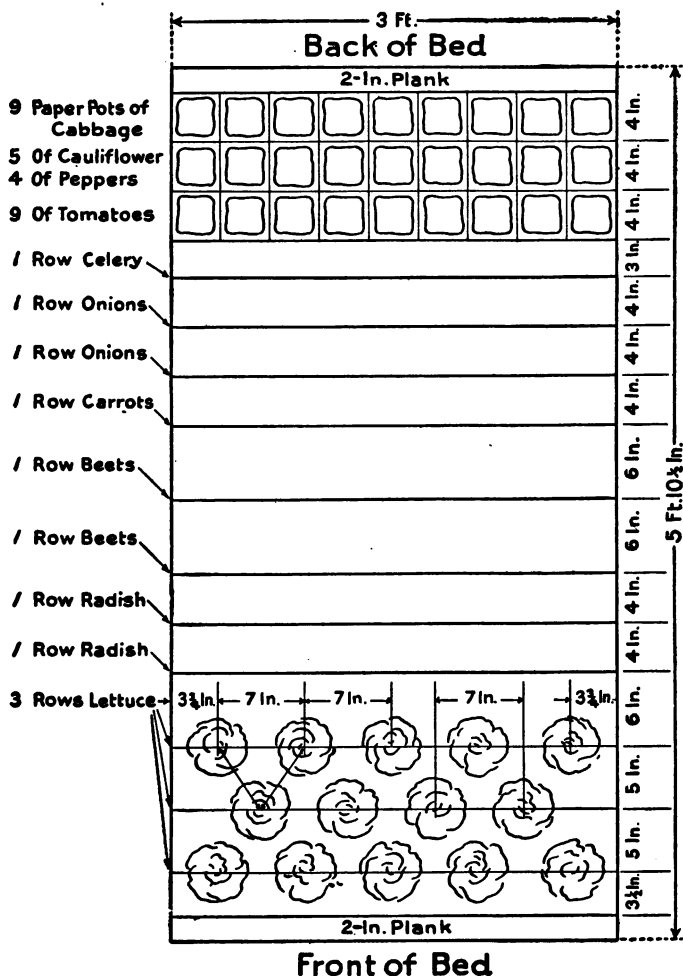 3 Ft.
Back of Bed
2-In. Plank
9 Paper Pots of
Cabbage
4 In.
5 Of Cauliflower
4 Of Peppers
4 In.
9 Of Tomatoes
4 In.
1 Row Celery
3 In.
1 Row Onions
4 In.
1 Row Onions
4 In.
1 Row Carrots
4 In.
1 Row Beets
6 In.
5 Ft. 10½ In.
1 Row Beets
6 In.
1 Row Radish
4 In.
1 Row Radish
4 In.
3 Rows Lettuce
3¾ In. 7 In. 7 In. 7 In. 3¾ In.
6 In.
5 In.
5 In.
3½ In.
2-In. Plank
Front of Bed